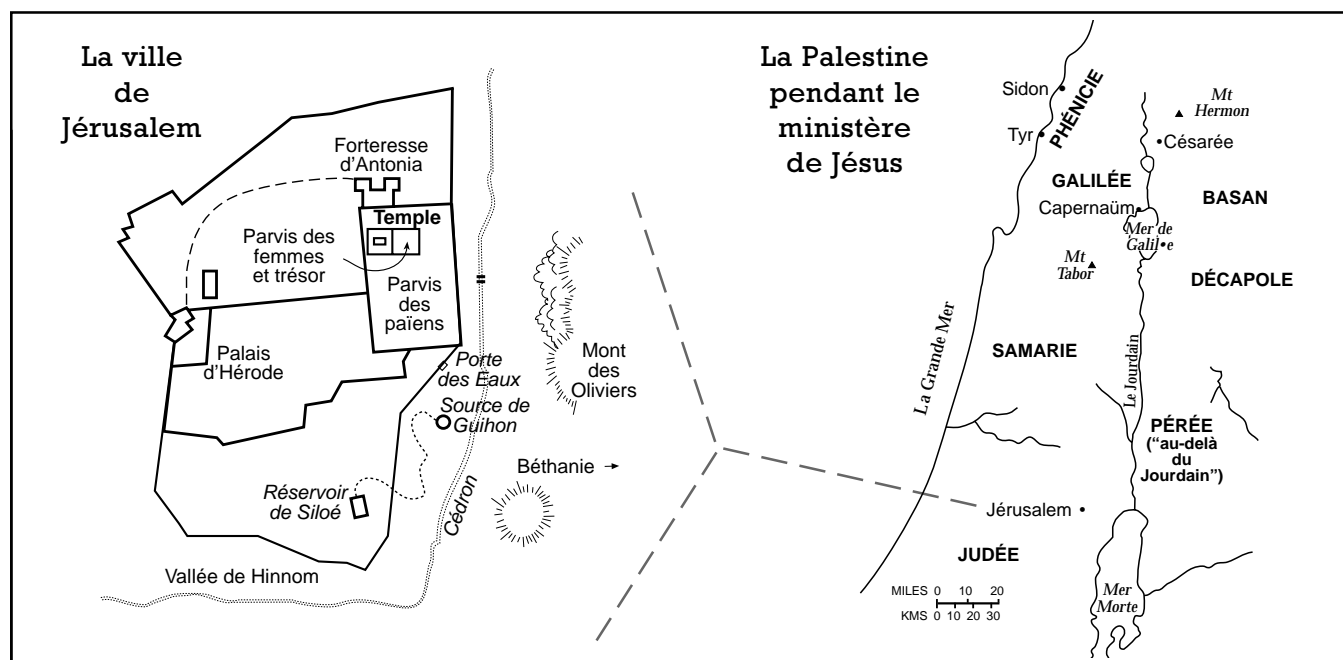 La ville
de
Jérusalem
Forteresse
d’Antonia
Temple
Parvis des
femmes
et trésor
Parvis
des
païens
Palais
d’Hérode
Porte
des Eaux
Source de
Guihon
Mont
des
Oliviers
Béthanie
Réservoir
de Siloé
Cédron
Vallée de Hinnom
La Palestine
pendant le
ministère
de Jésus
Sidon
Tyr
PHÉNICIE
Mt
Hermon
Césarée
GALILÉE
Capernaüm
BASAN
Mer de
Galil•e
Mt
Tabor
DÉCAPOLE
La Grande Mer
SAMARIE
Le Jourdain
PÉRÉE
(“au-delà
du
Jourdain”)
Jérusalem
JUDÉE
Mer
Morte
MILES 0 10 20
KMS 0 10 20 30